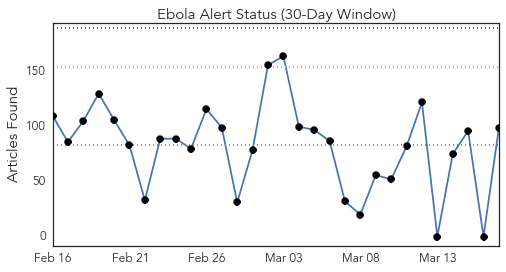 Ebola Alert Status (30-Day Window)
Articles Found
150
100
50
0
Feb 16 Feb 21 Feb 26 Mar 03 Mar 08 Mar 13